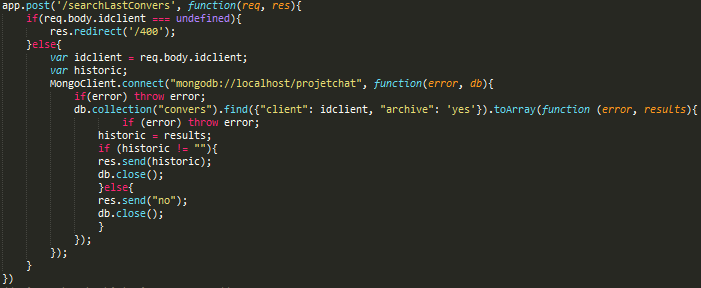 app.post('/searchLastConvers', function(req, res){
    if(req.body.idclient === undefined){
        res.redirect('/400');
    }else{
        var idclient = req.body.idclient;
        var historic;
        MongoClient.connect("mongodb://localhost/projetchat", function(error, db){
            if(error) throw error;
            db.collection("convers").find({"client": idclient, "archive": 'yes'}).toArray(function (error, results){
                    if (error) throw error;
                historic = results;
                if (historic != ""){
                res.send(historic);
                db.close();
                }else{
                res.send("no");
                db.close();
                }
            });
        });
    }
})